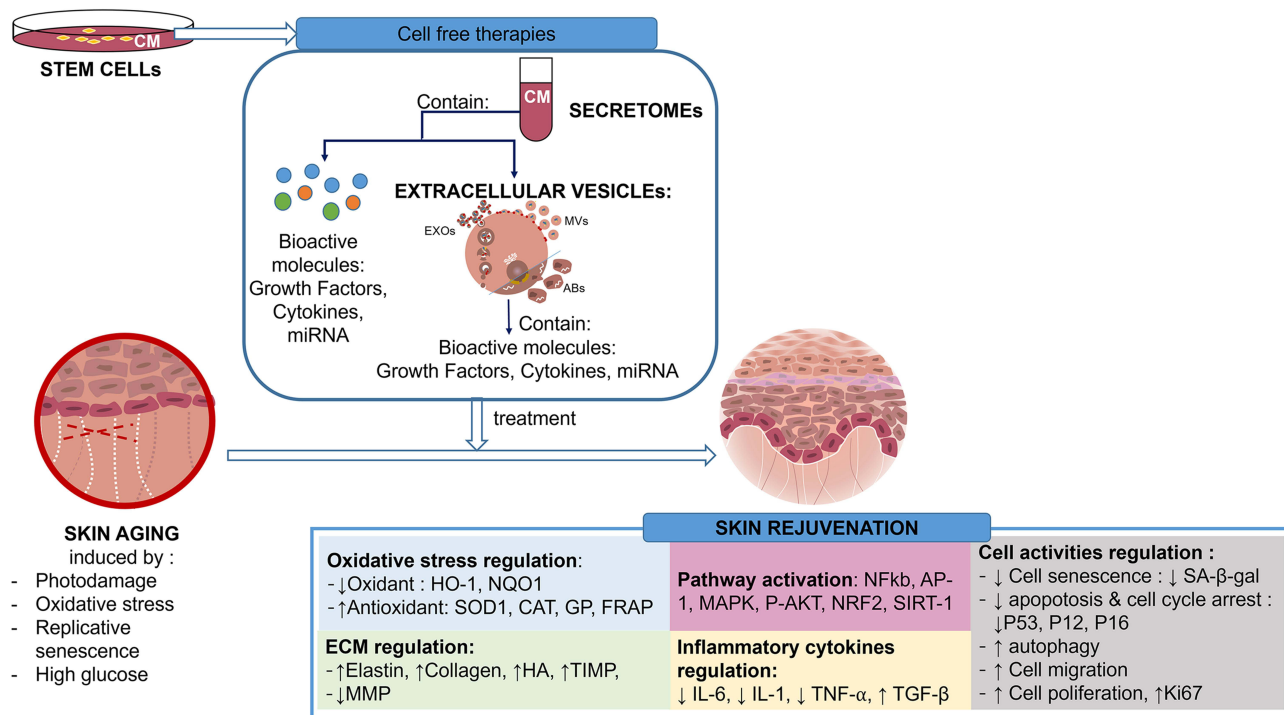 CM
STEM CELLs
Cell free therapies
Contain:
CM
SECRETOMEs
EXTRACELLULAR VESICLEs:
EXOs
MVs
ABs
Bioactive
molecules:
Growth Factors,
Cytokines,
miRNA
Contain:
Bioactive molecules:
Growth Factors, Cytokines, miRNA
treatment
SKIN AGING
induced by :
- Photodamage
- Oxidative stress
- Replicative
senescence
- High glucose
SKIN REJUVENATION
Oxidative stress regulation:
-↓Oxidant : HO-1, NQO1
-↑Antioxidant: SOD1, CAT, GP, FRAP
Pathway activation: NFkb, AP-
1, MAPK, P-AKT, NRF2, SIRT-1
ECM regulation:
-↑Elastin, ↑Collagen, ↑HA, ↑TIMP,
-↓MMP
Inflammatory cytokines
regulation:
↓ IL-6, ↓ IL-1, ↓ TNF-α, ↑ TGF-β
Cell activities regulation :
- ↓ Cell senescence : ↓ SA-β-gal
- ↓ apopotosis & cell cycle arrest :
↓P53, P12, P16
- ↑ autophagy
- ↑ Cell migration
- ↑ Cell poliferation, ↑Ki67